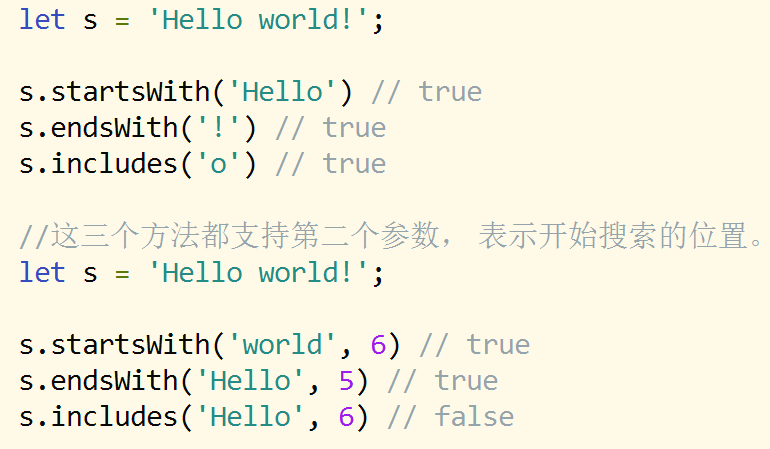 let s = 'Hello world!';
s.startsWith('Hello') // true
s.endsWith('!') // true
s.includes('o') // true
//这三个方法都支持第二个参数， 表示开始搜索的位置。
let s = 'Hello world!';
s.startsWith('world', 6) // true
s.endsWith('Hello', 5) // true
s.includes('Hello', 6) // false